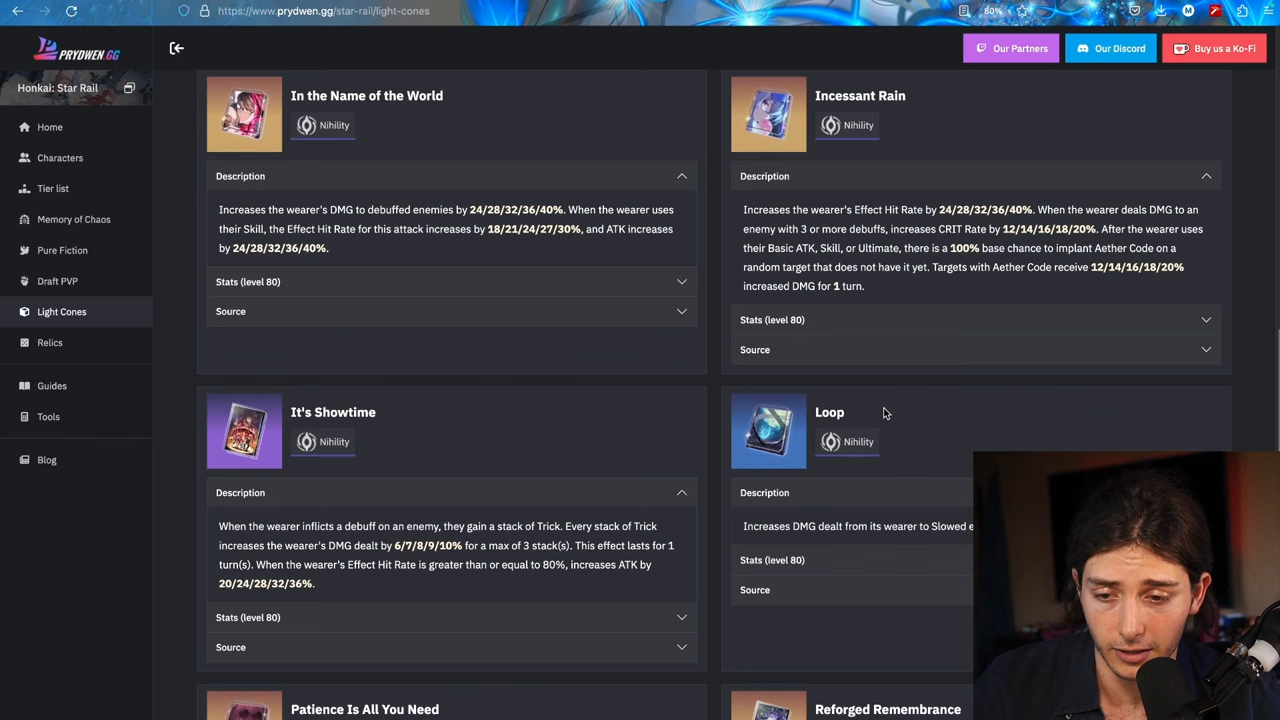 https://www.prydwen.gg/star-rail/light-cones
80%
PRYDWEN.GG
Our Partners
Our Discord
Buy us a Ko-Fi
Honkai: Star Rail
Home
Characters
Tier list
Memory of Chaos
Pure Fiction
Draft PVP
Light Cones
Relics
Guides
Tools
Blog
In the Name of the World
Nihility
Description
Increases the wearer's DMG to debuffed enemies by 24/28/32/36/40%. When the wearer uses
their Skill, the Effect Hit Rate for this attack increases by 18/21/24/27/30%, and ATK increases
by 24/28/32/36/40%.
Stats (level 80)
Source
Incessant Rain
Nihility
Description
Increases the wearer's Effect Hit Rate by 24/28/32/36/40%. When the wearer deals DMG to an
enemy with 3 or more debuffs, increases CRIT Rate by 12/14/16/18/20%. After the wearer uses
their Basic ATK, Skill, or Ultimate, there is a 100% base chance to implant Aether Code on a
random target that does not have it yet. Targets with Aether Code receive 12/14/16/18/20%
increased DMG for 1 turn.
Stats (level 80)
Source
It's Showtime
Nihility
Description
When the wearer inflicts a debuff on an enemy, they gain a stack of Trick. Every stack of Trick
increases the wearer's DMG dealt by 6/7/8/9/10% for a max of 3 stack(s). This effect lasts for 1
turn(s). When the wearer's Effect Hit Rate is greater than or equal to 80%, increases ATK by
20/24/28/32/36%.
Stats (level 80)
Source
Loop
Nihility
Description
Increases DMG dealt from its wearer to Slowed e
Stats (level 80)
Source
Patience Is All You Need
Reforged Remembrance